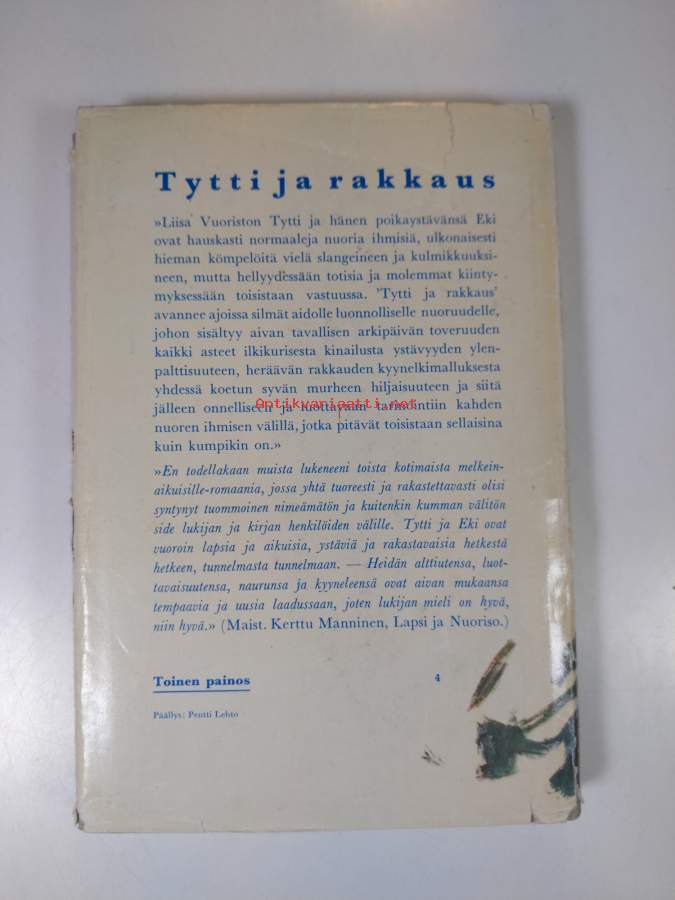 Tytti ja rakkaus
»Liisa Vuoriston Tytti ja hänen poikaystävänsä Eki
ovat hauskasti normaaleja nuoria ihmisiä, ulkonaisesti
hieman kömpelöitä vielä slangeineen ja kulmikkuuksi-
neen, mutta hellyydessään totisia ja molemmat kiinty-
myksessään toisistaan vastuussa. 'Tytti ja rakkaus'
avannee ajoissa silmät aidolle luonnolliselle nuoruudelle,
johon sisältyy aivan tavallisen arkipäivän toveruuden
kaikki asteet ilkikurisesta kinailusta ystävyyden ylen-
palttisuuteen, heräävän rakkauden kyynelkimalluksesta
yhdessä koetun syvän murheen hiljaisuuteen ja siitä
jälleen onnelliseen ja luottavaan tarinointiin kahden
Antikvariaatti.net
nuoren ihmisen välillä, jotka pitävät toisistaan sellaisina
kuin kumpikin on.»
»En todellakaan muista lukeneeni toista kotimaista melkein-
aikuisille-romaania, jossa yhtä tuoreesti ja rakastettavasti olisi
syntynyt tuommoinen nimeämätön ja kuitenkin kumman välitön
side lukijan ja kirjan henkilöiden välille. Tytti ja Eki ovat
vuoroin lapsia ja aikuisia, ystäviä ja rakastavaisia hetkestä
hetkeen, tunnelmasta tunnelmaan. — Heidän alttiutensa, luot-
tavaisuutensa, naurunsa ja kyyneleensä ovat aivan mukaansa
tempaavia ja uusia laadussaan, joten lukijan mieli on hyvä,
niin hyvä.» (Maist. Kerttu Manninen, Lapsi ja Nuoriso.)
Toinen painos 4
Päällys: Pentti Lehto